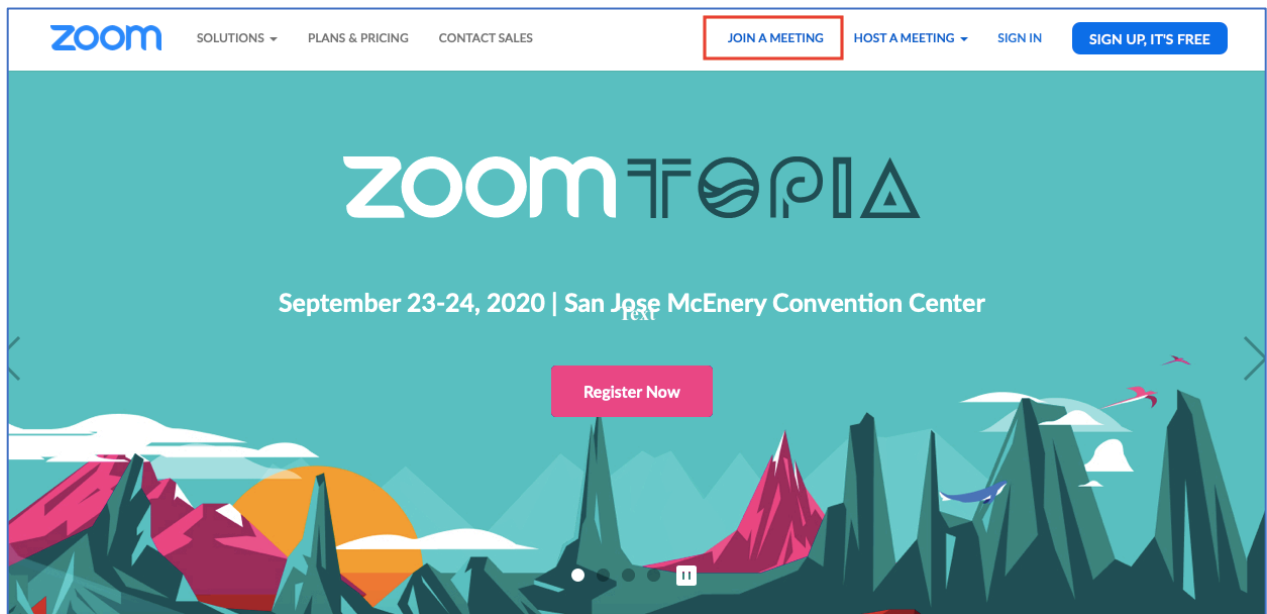 zoom SOLUTIONS PLANS & PRICING CONTACT SALES JOIN A MEETING HOST A MEETING SIGN IN SIGN UP, IT'S FREE
zoomTOPIA
September 23-24, 2020 | San Jose McEnery Convention Center
Text
Register Now